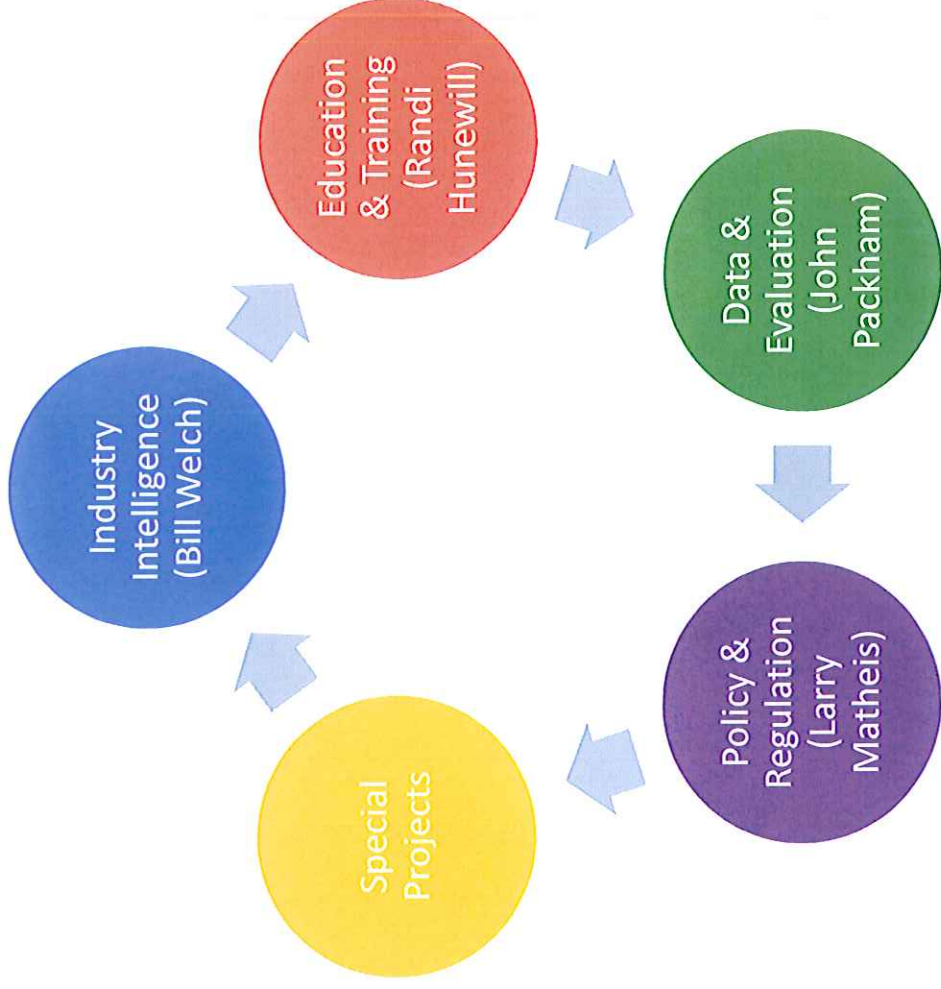 Industry
Intelligence
(Bill Welch)
Education
& Training
(Randi
Hunewill)
Data &
Evaluation
(John
Packham)
Policy &
Regulation
(Larry
Matheis)
Special
Projects